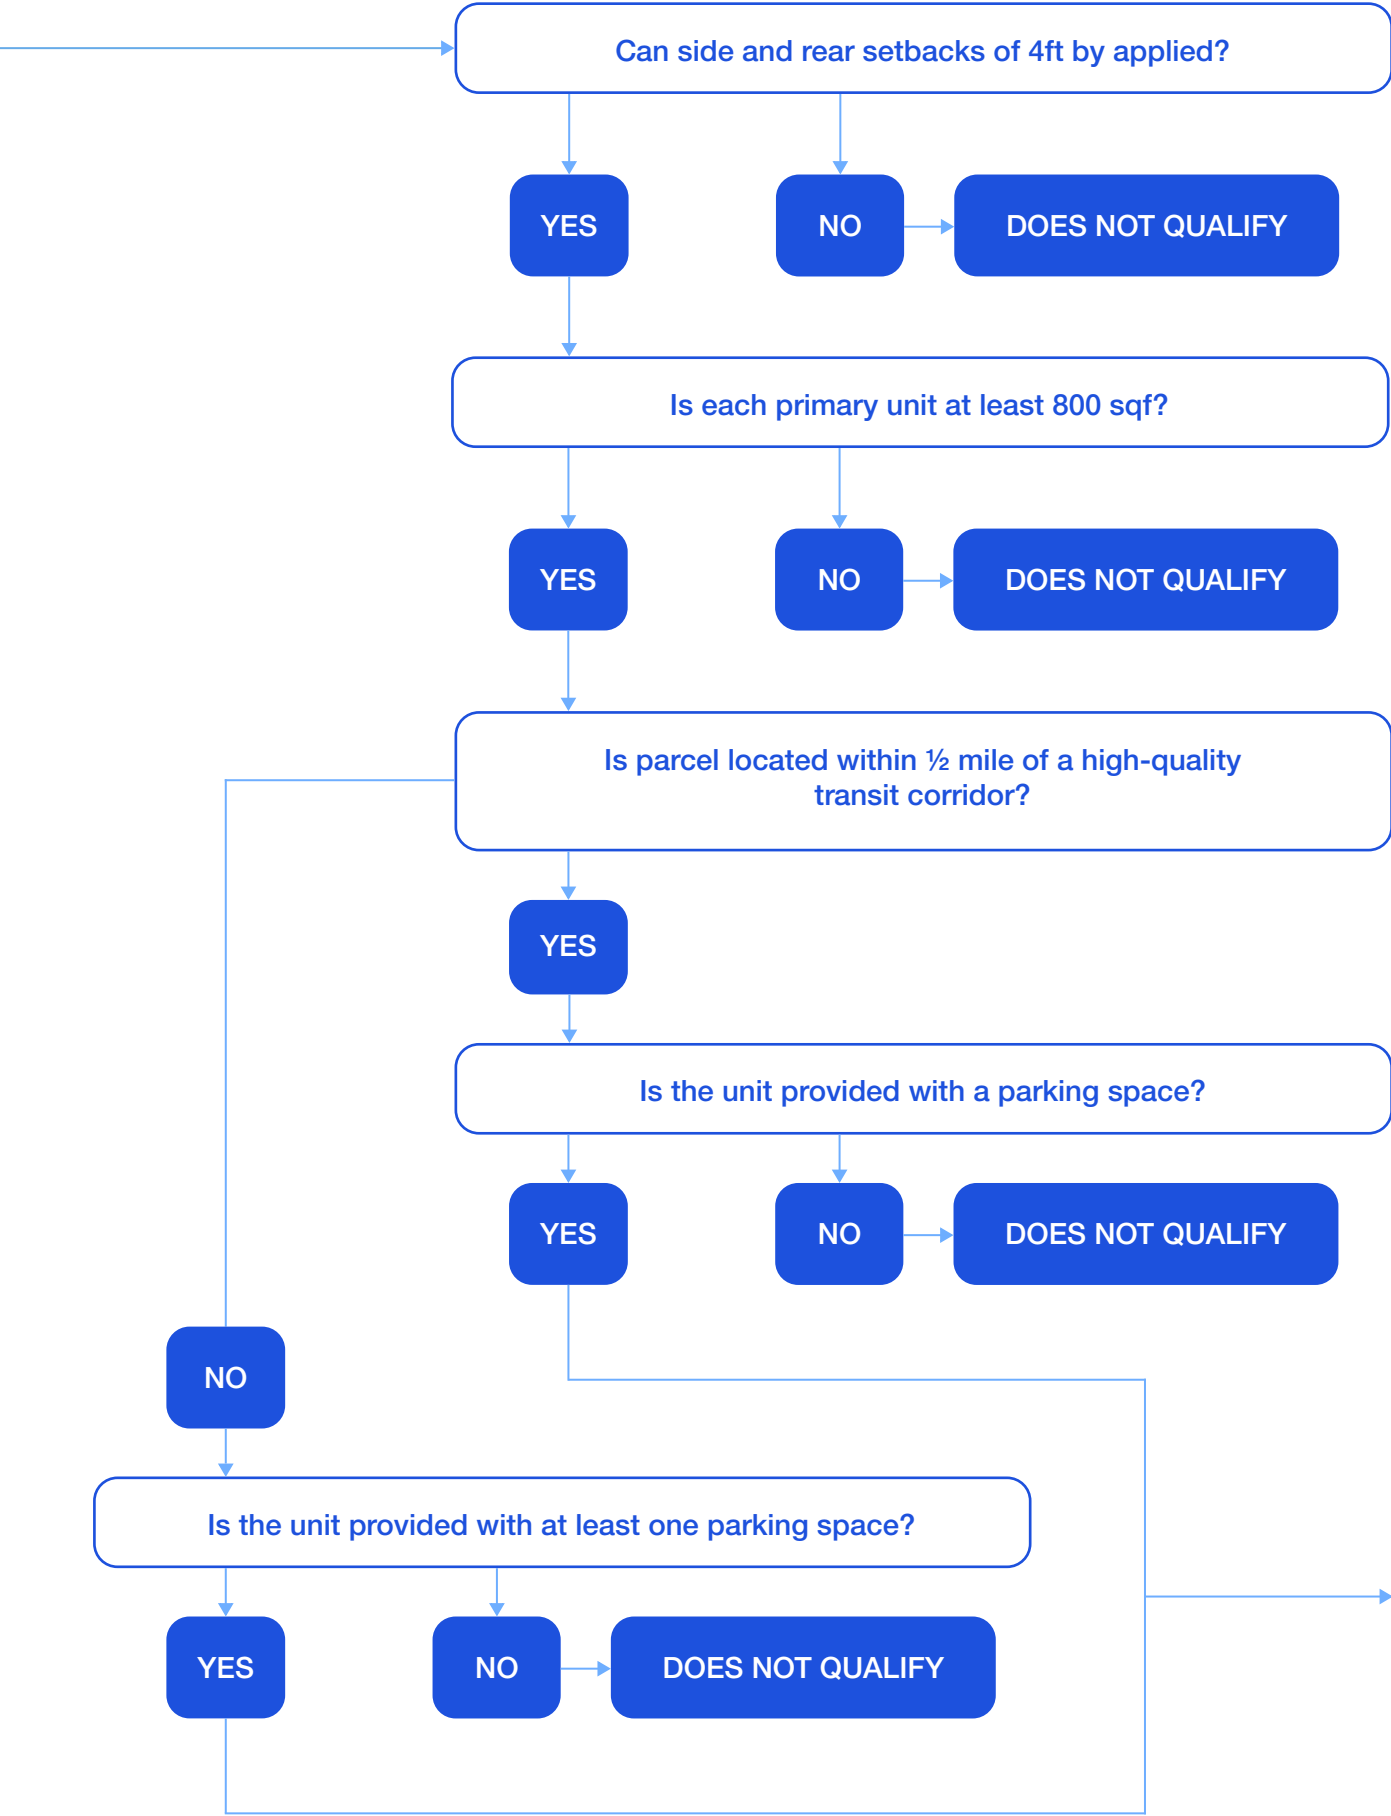 Can side and rear setbacks of 4ft by applied?
YES
NO
DOES NOT QUALIFY
Is each primary unit at least 800 sqf?
YES
NO
DOES NOT QUALIFY
Is parcel located within ½ mile of a high-quality
transit corridor?
YES
Is the unit provided with a parking space?
YES
NO
DOES NOT QUALIFY
NO
Is the unit provided with at least one parking space?
YES
NO
DOES NOT QUALIFY